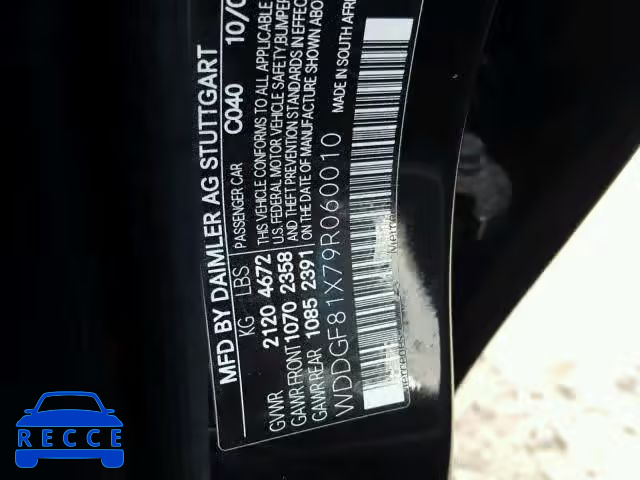 MFD BY DAIMLER AG STUTTGART
C040 10/0
KG LBS PASSENGER CAR
GVWR 2120 4672
GAWR FRONT 1070 2358
GAWR REAR 1085 2391
THIS VEHICLE CONFORMS TO ALL APPLICABLE
U.S. FEDERAL MOTOR VEHICLE SAFETY, BUMPER
AND THEFT PREVENTION STANDARDS IN EFFECT
ON THE DATE OF MANUFACTURE SHOWN ABOV
WDDGF81X79R060010 MADE IN SOUTH AFRI
RECCE